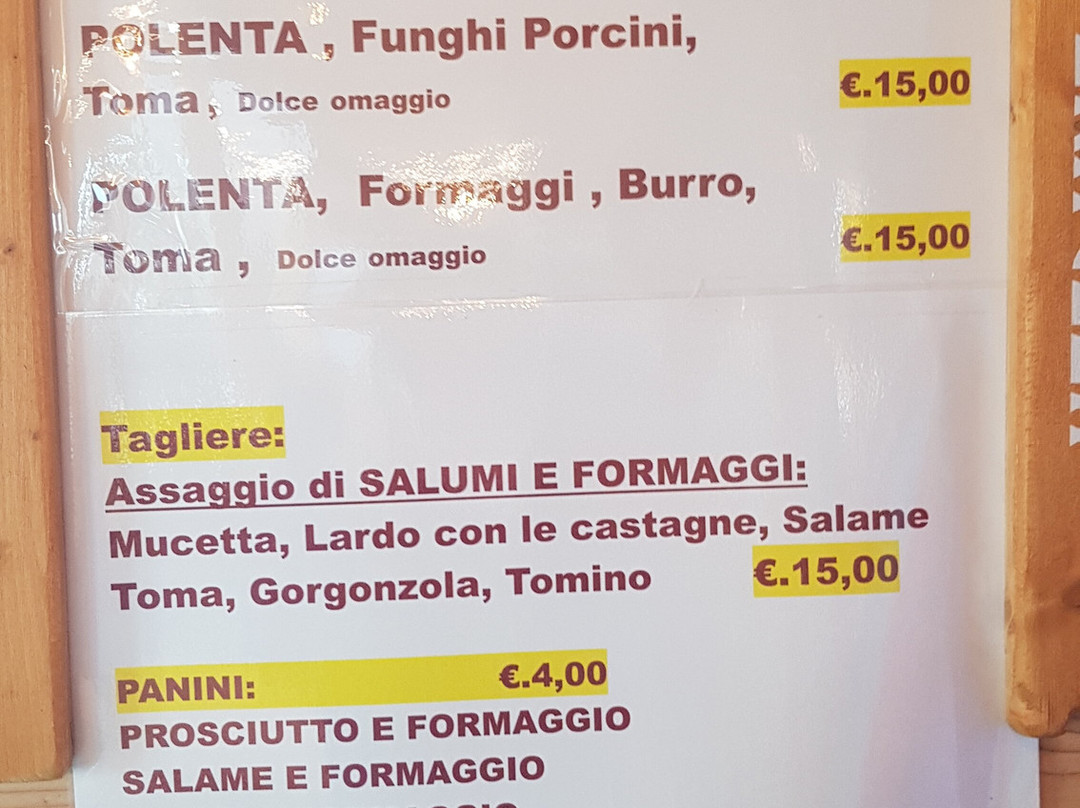 POLENTA , Funghi Porcini,
Toma , Dolce omaggio €.15,00
POLENTA, Formaggi , Burro,
Toma , Dolce omaggio €.15,00
Tagliere:
Assaggio di SALUMI E FORMAGGI:
Mucetta, Lardo con le castagne, Salame
Toma, Gorgonzola, Tomino €.15,00
PANINI: €.4,00
PROSCIUTTO E FORMAGGIO
SALAME E FORMAGGIO